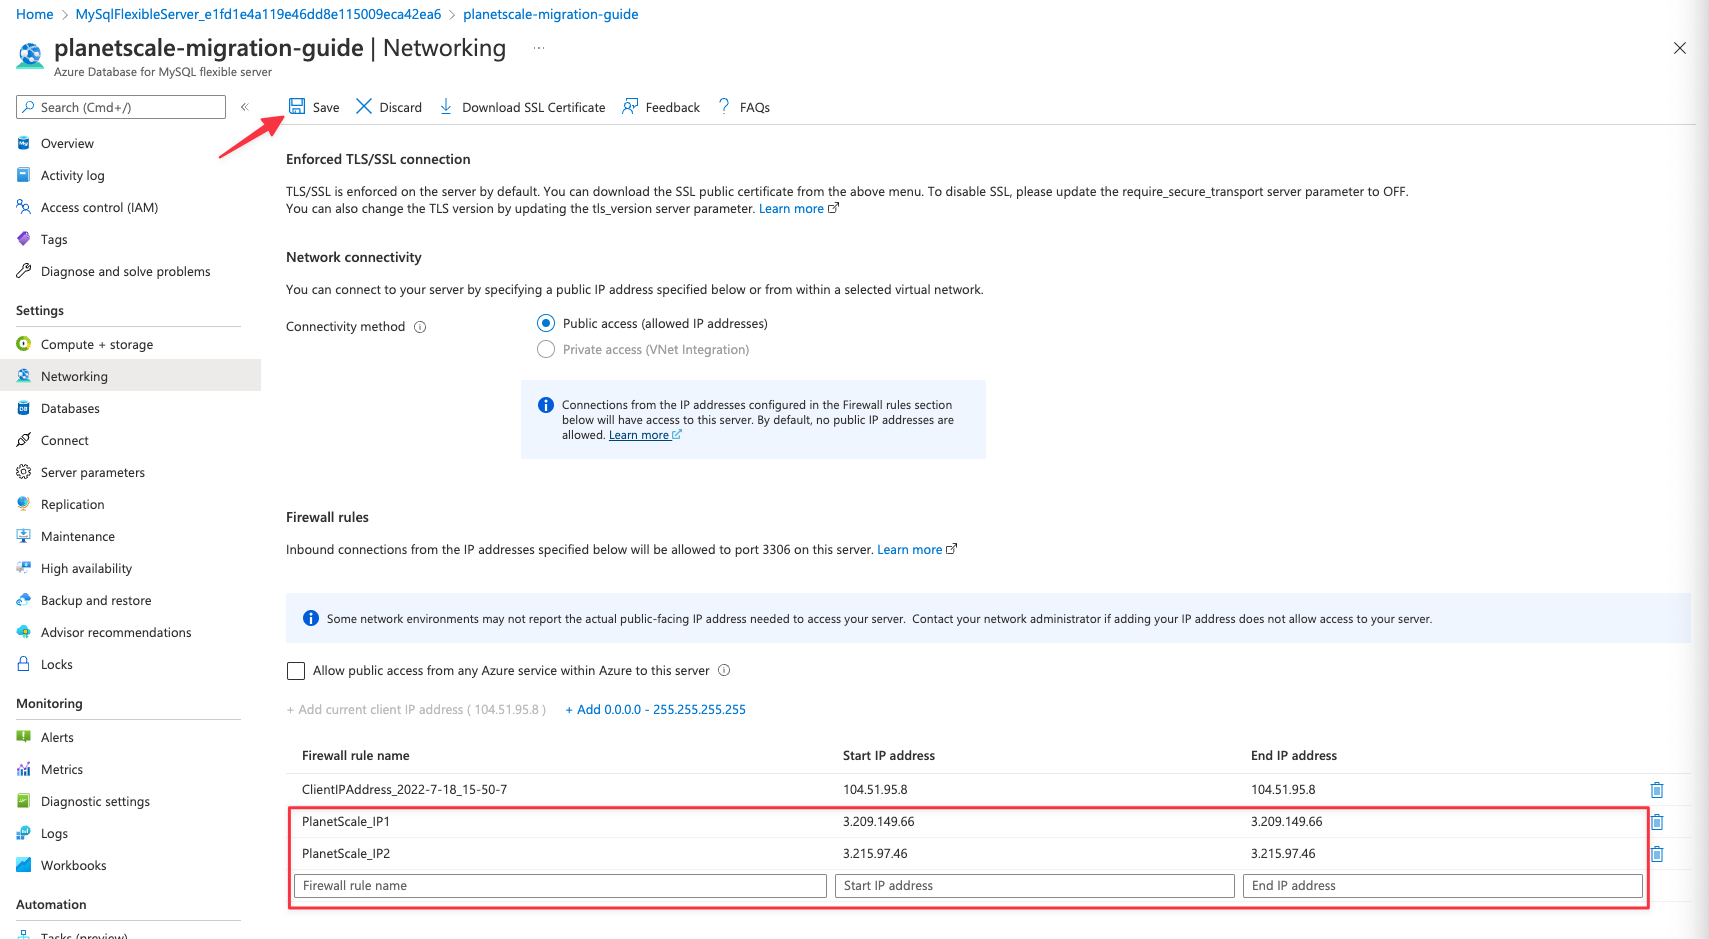 Home > MySqlFlexibleServer_e1fd1e4a119e46dd8e115009eca42ea6 > planetscale-migration-guide
planetscale-migration-guide | Networking ...
Azure Database for MySQL flexible server
Search (Cmd+/)
«
Save
Discard
Download SSL Certificate
Feedback
? FAQs
Overview
Activity log
Access control (IAM)
Tags
Diagnose and solve problems
Settings
Compute + storage
Networking
Databases
Connect
Server parameters
Replication
Maintenance
High availability
Backup and restore
Advisor recommendations
Locks
Monitoring
Alerts
Metrics
Diagnostic settings
Logs
Workbooks
Automation
Tasks (preview)
Enforced TLS/SSL connection
TLS/SSL is enforced on the server by default. You can download the SSL public certificate from the above menu. To disable SSL, please update the require_secure_transport server parameter to OFF.
You can also change the TLS version by updating the tls_version server parameter. Learn more
Network connectivity
You can connect to your server by specifying a public IP address specified below or from within a selected virtual network.
Connectivity method
Public access (allowed IP addresses)
Private access (VNet Integration)
Connections from the IP addresses configured in the Firewall rules section
below will have access to this server. By default, no public IP addresses are
allowed. Learn more
Firewall rules
Inbound connections from the IP addresses specified below will be allowed to port 3306 on this server. Learn more
Some network environments may not report the actual public-facing IP address needed to access your server. Contact your network administrator if adding your IP address does not allow access to your server.
Allow public access from any Azure service within Azure to this server
+ Add current client IP address ( 104.51.95.8 ) + Add 0.0.0.0 - 255.255.255.255
Firewall rule name Start IP address End IP address
ClientIPAddress_2022-7-18_15-50-7 104.51.95.8 104.51.95.8
PlanetScale_IP1 3.209.149.66 3.209.149.66
PlanetScale_IP2 3.215.97.46 3.215.97.46
Firewall rule name Start IP address End IP address